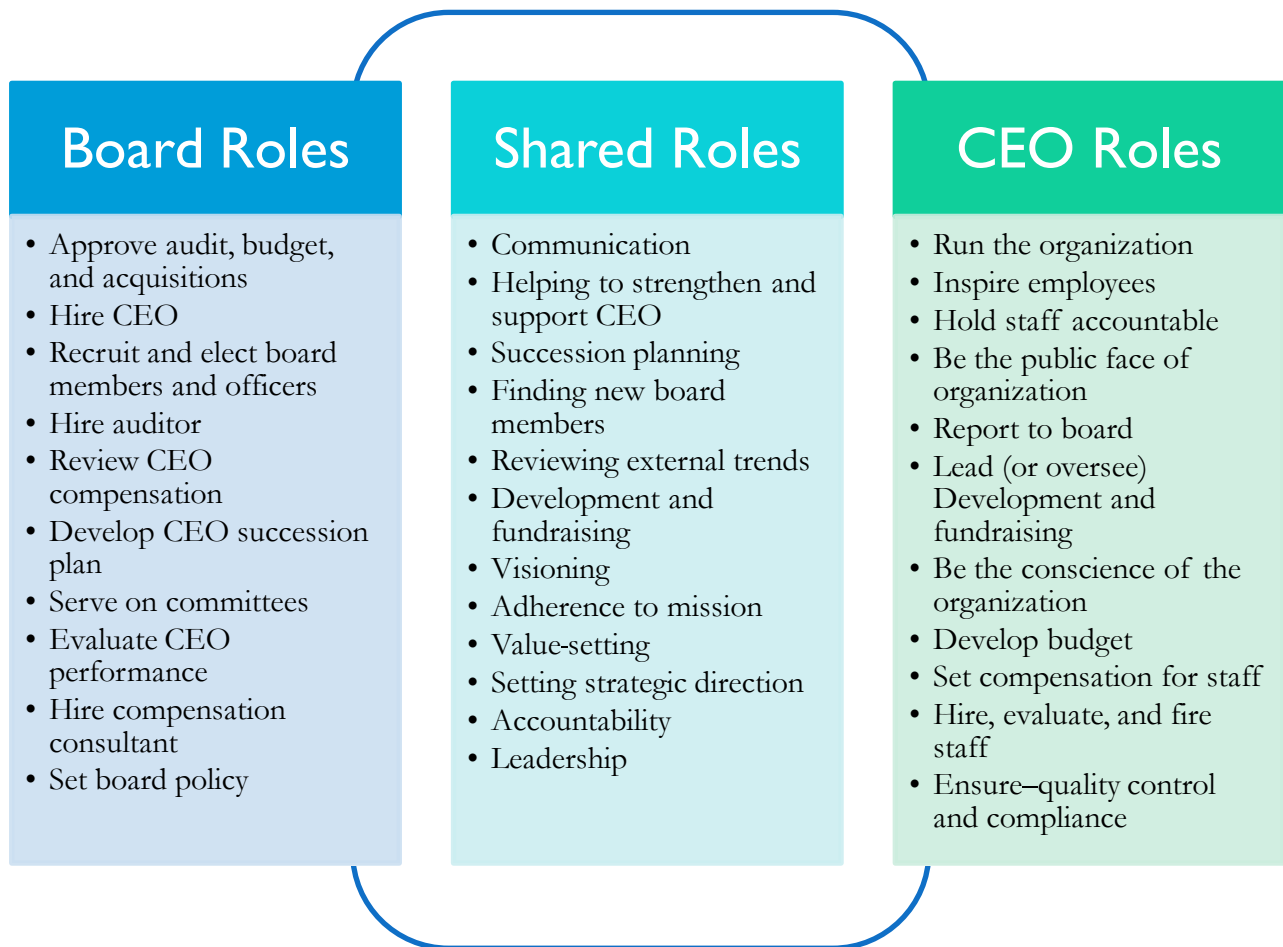 Board Roles
• Approve audit, budget,
and acquisitions
• Hire CEO
• Recruit and elect board
members and officers
• Hire auditor
• Review CEO
compensation
• Develop CEO succession
plan
• Serve on committees
• Evaluate CEO
performance
• Hire compensation
consultant
• Set board policy
Shared Roles
• Communication
• Helping to strengthen and
support CEO
• Succession planning
• Finding new board
members
• Reviewing external trends
• Development and
fundraising
• Visioning
• Adherence to mission
• Value-setting
• Setting strategic direction
• Accountability
• Leadership
CEO Roles
• Run the organization
• Inspire employees
• Hold staff accountable
• Be the public face of
organization
• Report to board
• Lead (or oversee)
Development and
fundraising
• Be the conscience of the
organization
• Develop budget
• Set compensation for staff
• Hire, evaluate, and fire
staff
• Ensure–quality control
and compliance